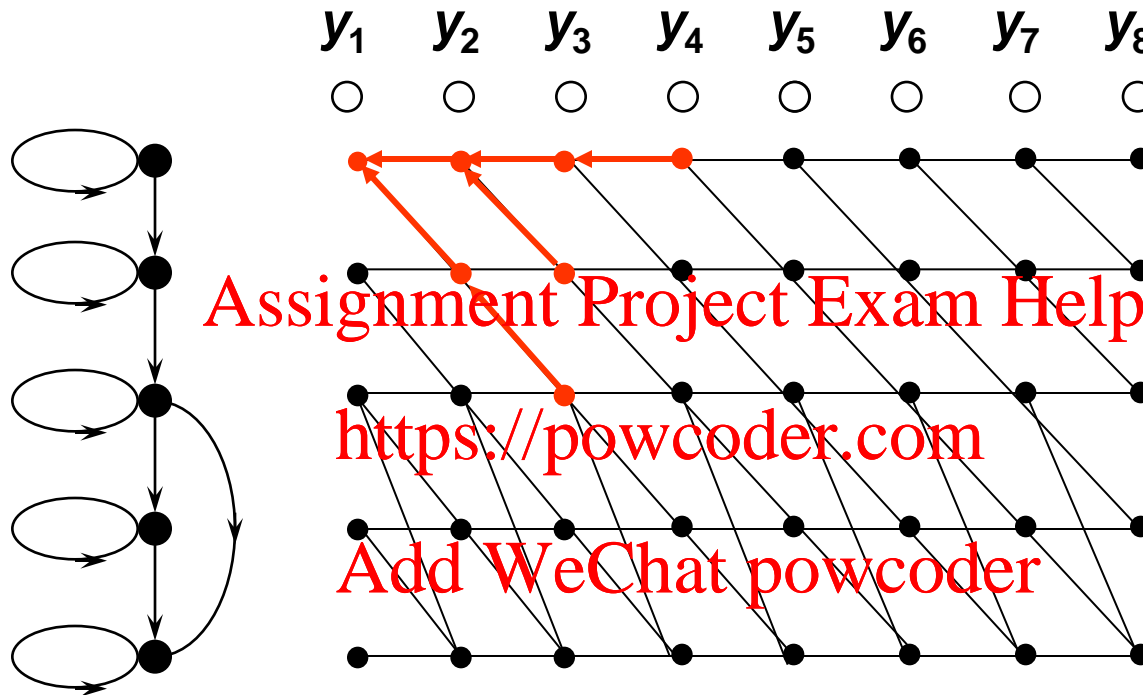 y1 y2 y3 y4 y5 y6 y7 y8
Assignment Project Exam Help
https://powcoder.com
Add WeChat powcoder